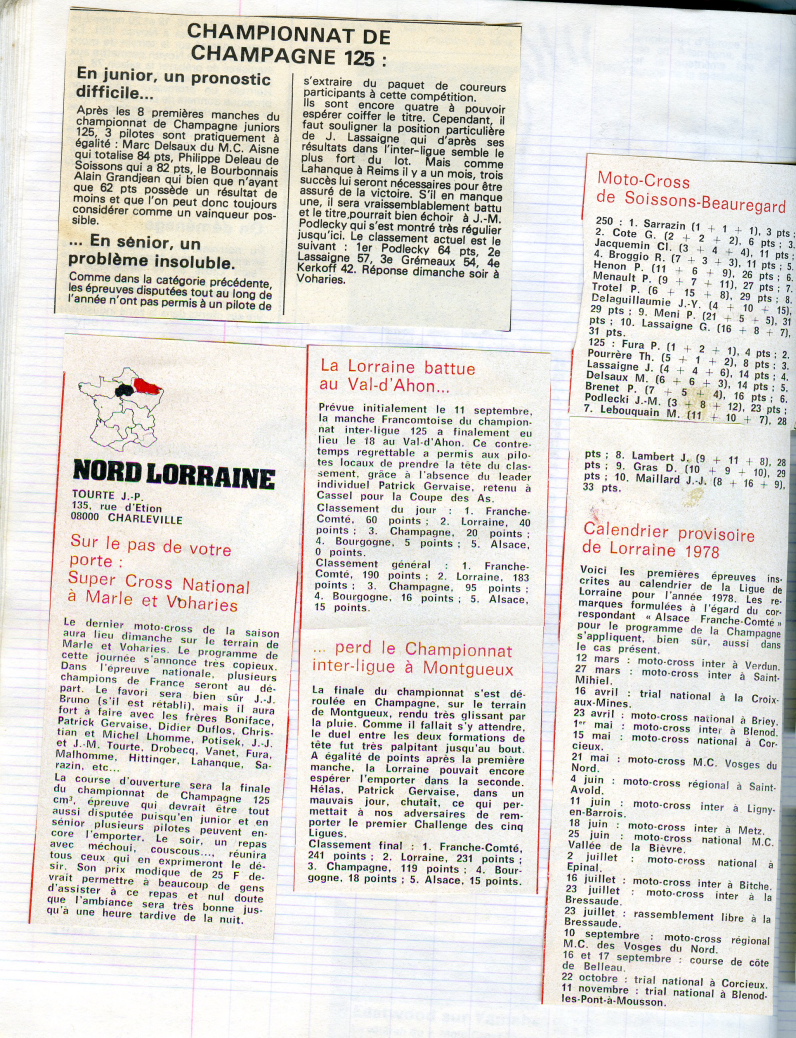 CHAMPIONNAT DE
CHAMPAGNE 125 :
En junior, un pronostic
difficile...
Après les 8 premières manches du
championnat de Champagne juniors
125, 3 pilotes sont pratiquement à
égalité : Marc Delsaux du M.C. Aisne
qui totalise 84 pts, Philippe Deleau de
Soissons qui a 82 pts, le Bourbonnais
Alain Grandjean qui bien que n'ayant
que 62 pts possède un résultat de
moins et que l'on peut donc toujours
considérer comme un vainqueur pos-
sible.
... En sénior, un
problème insoluble.
Comme dans la catégorie précédente,
les épreuves disputées tout au long de
l'année n'ont pas permis à un pilote de
s'extraire du paquet de coureurs
participants à cette compétition.
Ils sont encore quatre à pouvoir
espérer coiffer le titre. Cependant, il
faut souligner la position particulière
de J. Lassaigne qui d'après ses
résultats dans l'inter-ligue semble le
plus fort du lot. Mais comme
Lahanque à Reims il y a un mois, trois
succès lui seront nécessaires pour être
assuré de la victoire. S'il en manque
une, il sera vraissemblablement battu
et le titre,pourrait bien échoir à J.-M.
Podlecky qui s'est montré très régulier
jusqu'ici. Le classement actuel est le
suivant : 1er Podlecky 64 pts, 2e
Lassaigne 57, 3e Grémeaux 54, 4e
Kerkoff 42. Réponse dimanche soir à
Voharies.
NORD LORRAINE
TOURTE J.-P.
135, rue d'Etion
08000 CHARLEVILLE
Sur le pas de votre
porte :
Super Cross National
à Marle et Voharies
Le dernier moto-cross de la saison
aura lieu dimanche sur le terrain de
Marle et Voharies. Le programme de
cette journée s'annonce très copieux.
Dans l'épreuve nationale, plusieurs
champions de France seront au dé-
part. Le favori sera bien sûr J.-J.
Bruno (s'il est rétabli), mais il aura
fort à faire avec les frères Boniface,
Patrick Gervaise, Didier Duflos, Chris-
tian et Michel Lhomme, Potisek, J.-J.
et J.-M. Tourte, Drobecq, Vanet, Fura,
Malhomme, Hittinger, Lahanque, Sa-
razin, etc...
La course d'ouverture sera la finale
du championnat de Champagne 125
cm³, épreuve qui devrait être tout
aussi disputée puisqu'en junior et en
sénior plusieurs pilotes peuvent en-
core l'emporter. Le soir, un repas
avec méchoui, couscous..., réunira
tous ceux qui en exprimeront le dé-
sir. Son prix modique de 25 F de-
vrait permettre à beaucoup de gens
d'assister à ce repas et nul doute
que l'ambiance sera très bonne jus-
qu'à une heure tardive de la nuit.
La Lorraine battue
au Val-d'Ahon...
Prévue initialement le 11 septembre,
la manche Francomtoise du champion-
nat inter-ligue 125 a finalement eu
lieu le 18 au Val-d'Ahon. Ce contre-
temps regrettable a permis aux pilo-
tes locaux de prendre la tête du clas-
sement, grâce à l'absence du leader
individuel Patrick Gervaise, retenu à
Cassel pour la Coupe des As.
Classement du jour : 1. Franche-
Comté, 60 points ; 2. Lorraine, 40
points ; 3. Champagne, 20 points ;
4. Bourgogne, 5 points ; 5. Alsace,
0 points.
Classement général : 1. Franche-
Comté, 190 points ; 2. Lorraine, 183
points ; 3. Champagne, 95 points ;
4. Bourgogne, 16 points ; 5. Alsace,
15 points.
... perd le Championnat
inter-ligue à Montgueux
La finale du championnat s'est dé-
roulée en Champagne, sur le terrain
de Montgueux, rendu très glissant par
la pluie. Comme il fallait s'y attendre,
le duel entre les deux formations de
tête fut très palpitant jusqu'au bout.
A égalité de points après la première
manche, la Lorraine pouvait encore
espérer l'emporter dans la seconde.
Hélas, Patrick Gervaise, dans un
mauvais jour, chutait, ce qui per-
mettait à nos adversaires de rem-
porter le premier Challenge des cinq
Ligues.
Classement final : 1. Franche-Comté,
241 points ; 2. Lorraine, 231 points ;
3. Champagne, 119 points ; 4. Bour-
gogne, 18 points ; 5. Alsace, 15 points.
Moto-Cross
de Soissons-Beauregard
250 : 1. Sarrazin (1 + 1 + 1), 3 pts ;
2. Cote G. (2 + 2 + 2), 6 pts ; 3.
Jacquemin Cl. (3 + 4 + 4), 11 pts ;
4. Broggio R. (7 + 3 + 3), 11 pts ; 5.
Henon P. (11 + 6 + 9), 26 pts ; 6.
Menault P. (9 + 7 + 11), 27 pts ; 7.
Trotel P. (6 + 15 + 8), 29 pts ; 8.
Delaguillaumie J.-Y. (4 + 10 + 15),
29 pts ; 9. Meni P. (21 + 5 + 5), 31
pts ; 10. Lassaigne G. (16 + 8 + 7),
31 pts.
125 : Fura P. (1 + 2 + 1), 4 pts ; 2.
Pourrère Th. (5 + 1 + 2), 8 pts ; 3.
Lassaigne J. (4 + 4 + 6), 14 pts ; 4.
Delsaux M. (6 + 6 + 3), 14 pts ; 5.
Brenet P. (7 + 5 + 4), 16 pts ; 6.
Podlecki J.-M. (3 + 8 + 12), 23 pts ;
7. Lebouquain M. (11 + 10 + 7), 28
pts ; 8. Lambert J. (9 + 11 + 8), 28
pts ; 9. Gras D. (10 + 9 + 10), 29
pts ; 10. Maillard J.-J. (8 + 16 + 9),
33 pts.
Calendrier provisoire
de Lorraine 1978
Voici les premières épreuves ins-
crites au calendrier de la Ligue de
Lorraine pour l'année 1978. Les re-
marques formulées à l'égard du cor-
respondant « Alsace Franche-Comté »
pour le programme de la Champagne
s'appliquent, bien sûr, aussi dans
le cas présent.
12 mars : moto-cross inter à Verdun.
27 mars : moto-cross inter à Saint-
Mihiel.
16 avril : trial national à la Croix-
aux-Mines.
23 avril : moto-cross national à Briey.
1er mai : moto-cross inter à Blenod.
15 mai : moto-cross national à Cor-
cieux.
21 mai : moto-cross M.C. Vosges du
Nord.
4 juin : moto-cross régional à Saint-
Avold.
11 juin : moto-cross inter à Ligny-
en-Barrois.
18 juin : moto-cross inter à Metz.
25 juin : moto-cross national M.C.
Vallée de la Bièvre.
2 juillet : moto-cross national à
Epinal.
16 juillet : moto-cross inter à Bitche.
23 juillet : moto-cross inter à la
Bressaude.
23 juillet : rassemblement libre à la
Bressaude.
10 septembre : moto-cross régional
M.C. des Vosges du Nord.
16 et 17 septembre : course de côte
de Belleau.
22 octobre : trial national à Corcieux.
11 novembre : trial national à Blenod-
les-Pont-à-Mousson.